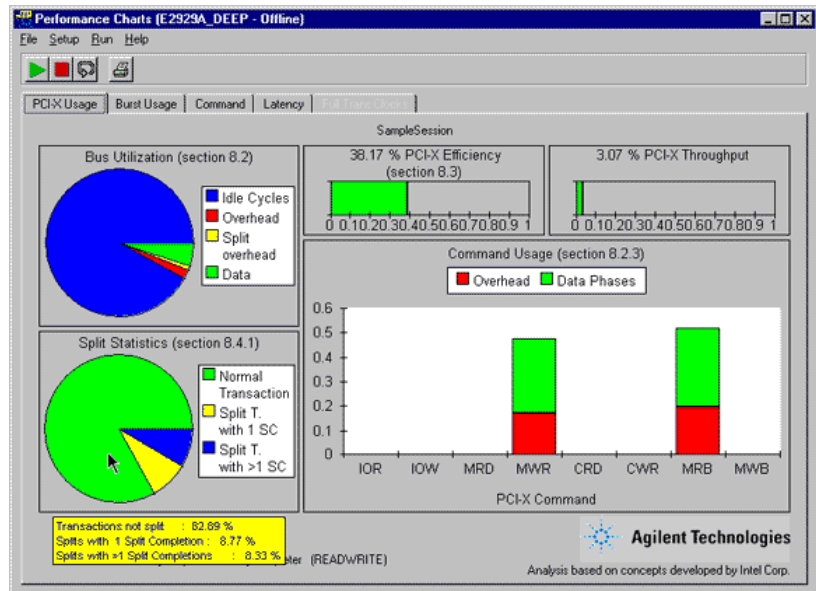 Performance Charts (E2929A_DEEP - Offline)
File Setup Run Help
PCI-X Usage Burst Usage Command Latency Full Trans Clocks
SampleSession
Bus Utilization (section 8.2)
Idle Cycles
Overhead
Split
overhead
Data
38.17 % PCI-X Efficiency
(section 8.3)
0 0.10.20.30.40.50.60.70.80.9 1
3.07 % PCI-X Throughput
0 0.10.20.30.40.50.60.70.80.9 1
Split Statistics (section 8.4.1)
Normal
Transaction
Split T.
with 1 SC
Split T.
with >1 SC
Command Usage (section 8.2.3)
Overhead Data Phases
0.6
0.5
0.4
0.3
0.2
0.1
0
IOR IOW MRD MWR CRD CWR MRB MWB
PCI-X Command
Transactions not split : 82.89 %
Splits with 1 Split Completion : 8.77 %
Splits with >1 Split Completions : 8.33 %
(READWRITE)
Agilent Technologies
Analysis based on concepts developed by Intel Corp.